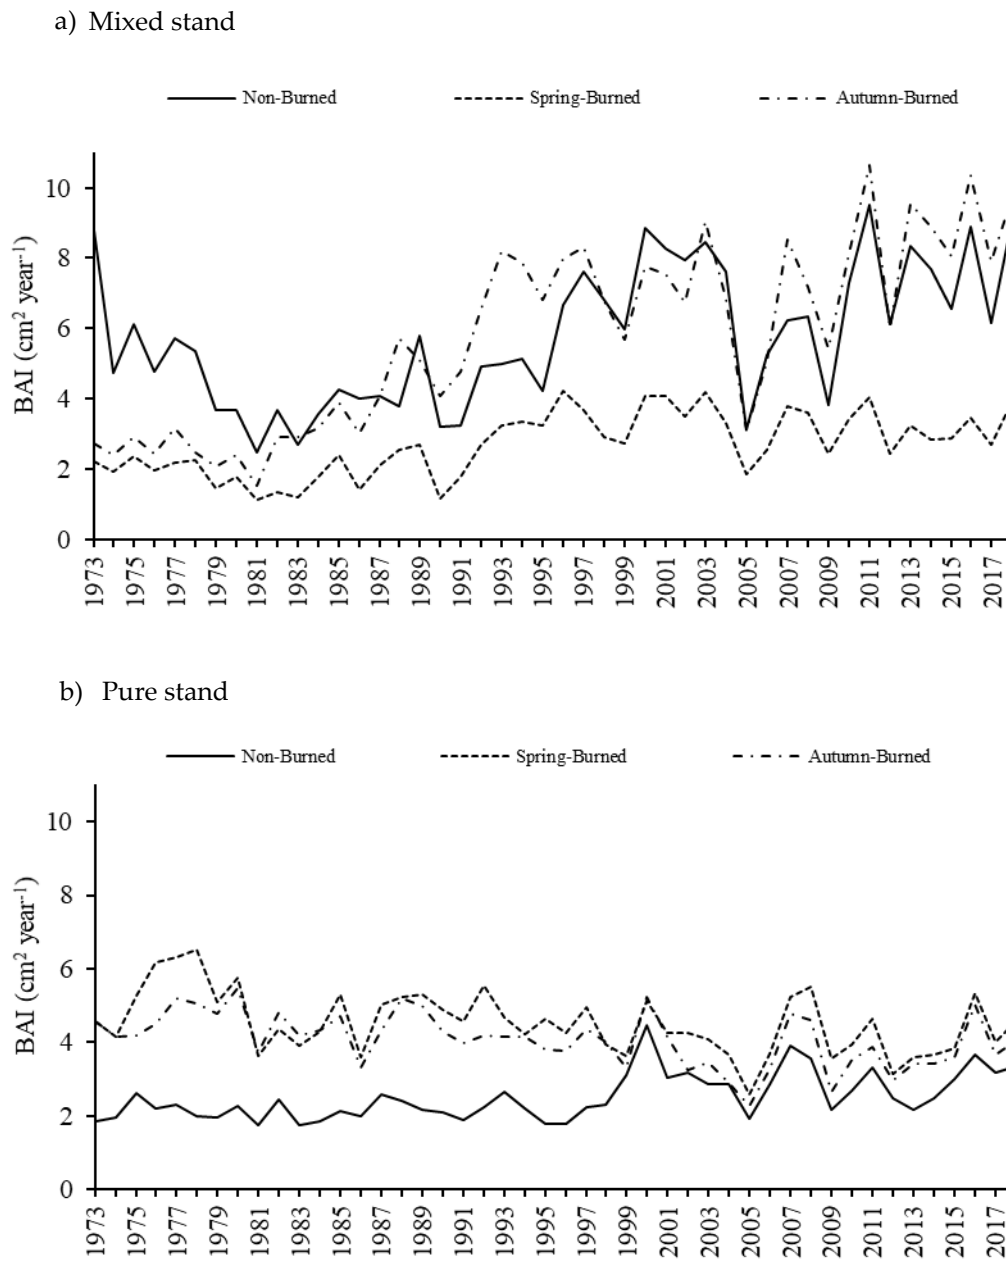 a) Mixed stand
Non-Burned Spring-Burned Autumn-Burned
BAI (cm² year⁻¹)
10
8
6
4
2
0
1973 1975 1977 1979 1981 1983 1985 1987 1989 1991 1993 1995 1997 1999 2001 2003 2005 2007 2009 2011 2013 2015 2017
b) Pure stand
Non-Burned Spring-Burned Autumn-Burned
BAI (cm² year⁻¹)
10
8
6
4
2
0
1973 1975 1977 1979 1981 1983 1985 1987 1989 1991 1993 1995 1997 1999 2001 2003 2005 2007 2009 2011 2013 2015 2017